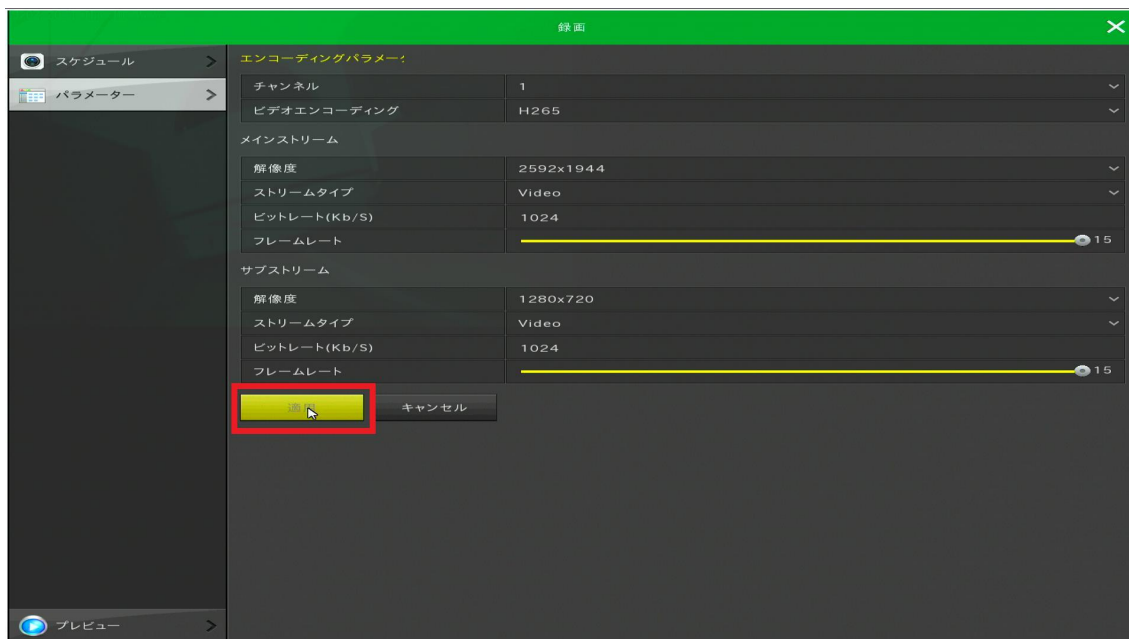 録画
スケジュール
パラメーター
エンコーディングパラメー
チャンネル 1
ビデオエンコーディング H265
メインストリーム
解像度 2592x1944
ストリームタイプ Video
ビットレート(Kb/S) 1024
フレームレート 15
サブストリーム
解像度 1280x720
ストリームタイプ Video
ビットレート(Kb/S) 1024
フレームレート 15
適用 キャンセル
プレビュー